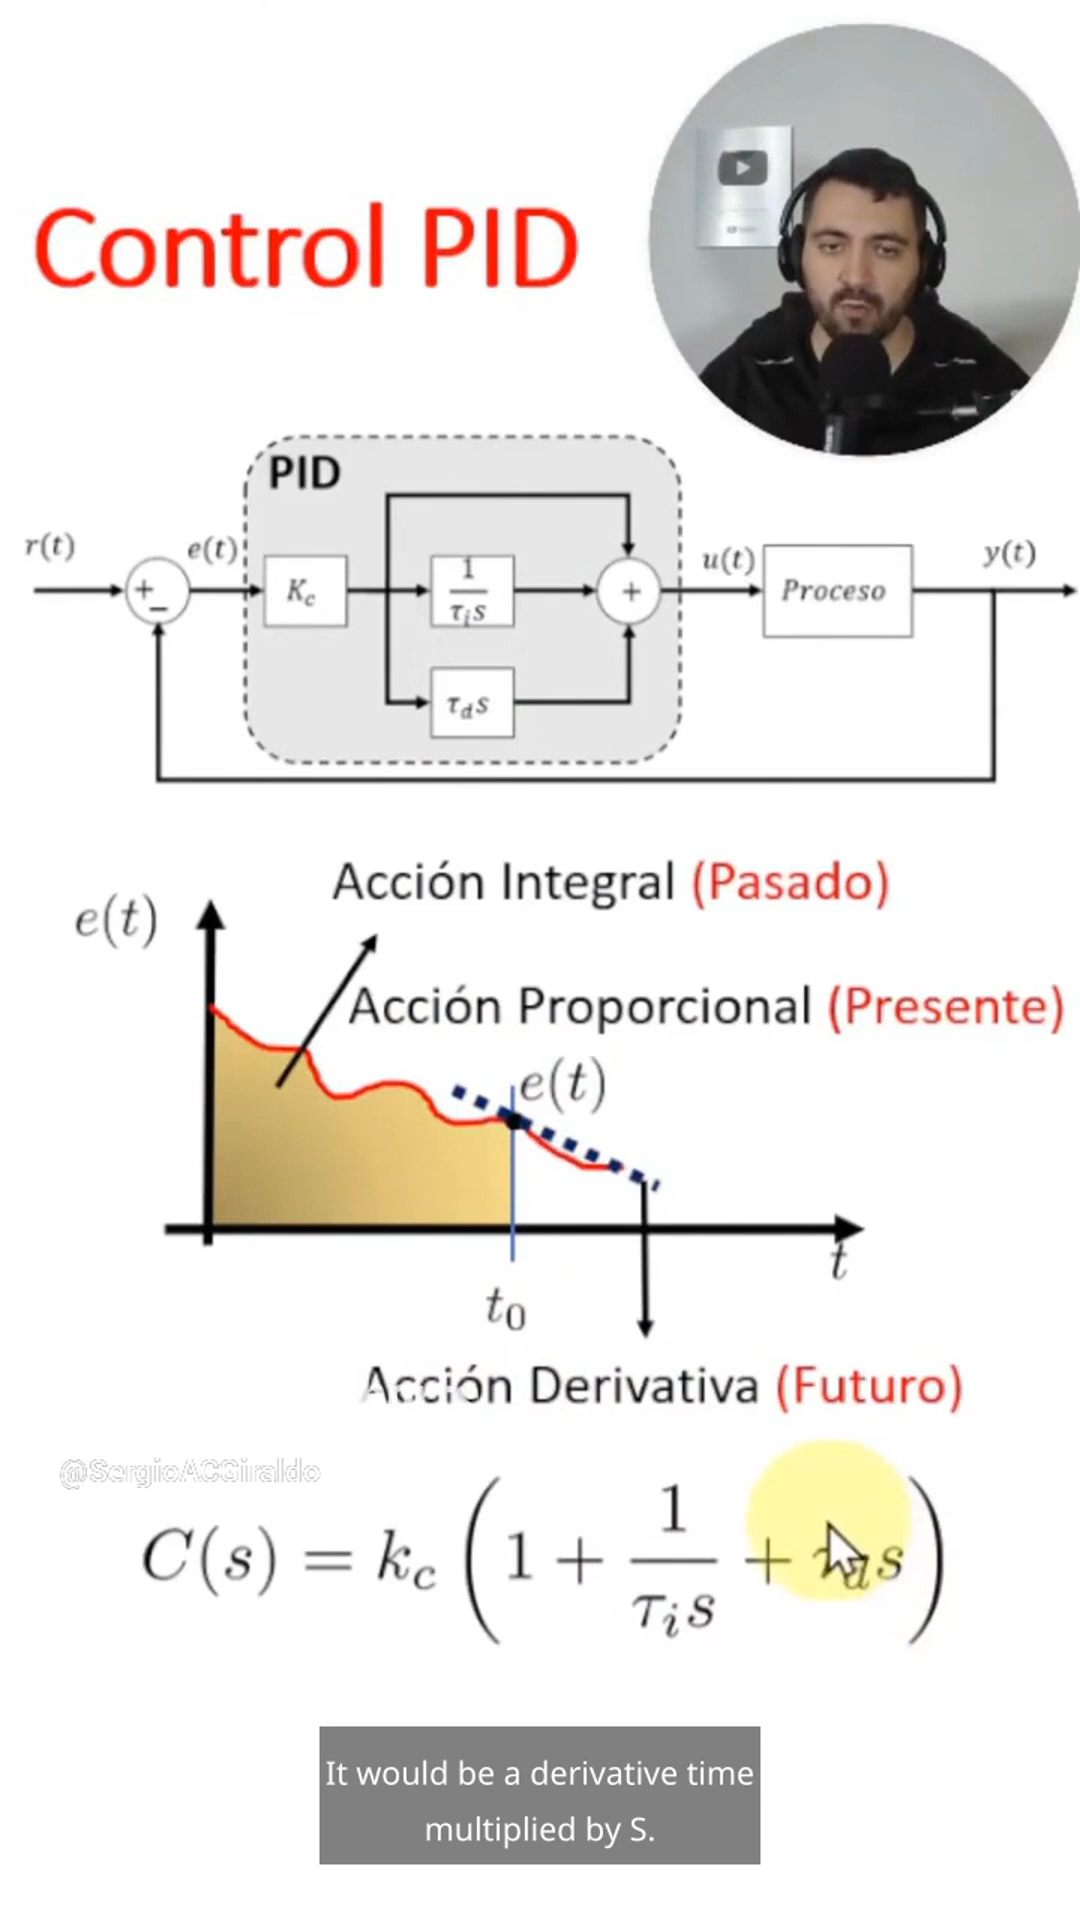 Control PID
PID
r(t)
e(t)
u(t)
y(t)
+
−
K_c
1
τ_i s
+
Proceso
τ_d s
Acción Integral (Pasado)
e(t)
Acción Proporcional (Presente)
e(t)
t
t_0
Acción Derivativa (Futuro)
@SergioACGiraldo
C(s) = k_c ( 1 + 1/(τ_i s) + τ_d s )
It would be a derivative time
multiplied by S.